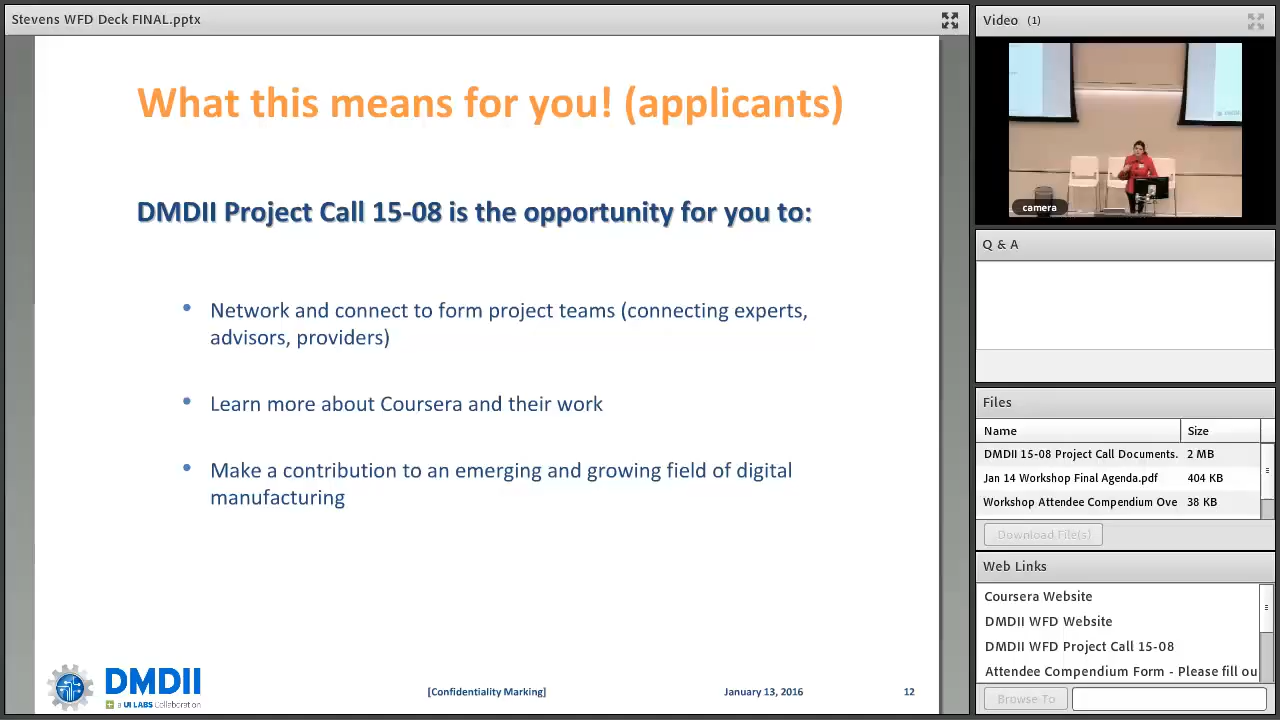 Stevens WFD Deck FINAL.pptx
What this means for you! (applicants)
DMDII Project Call 15-08 is the opportunity for you to:
• Network and connect to form project teams (connecting experts,
advisors, providers)
• Learn more about Coursera and their work
• Make a contribution to an emerging and growing field of digital
manufacturing
DMDII
a UI LABS Collaboration
[Confidentiality Marking]
January 13, 2016
12
Video (1)
camera
Q & A
Files
Name Size
DMDII 15-08 Project Call Documents. 2 MB
Jan 14 Workshop Final Agenda.pdf 404 KB
Workshop Attendee Compendium Ove 38 KB
Download File(s)
Web Links
Coursera Website
DMDII WFD Website
DMDII WFD Project Call 15-08
Attendee Compendium Form - Please fill ou
Browse To